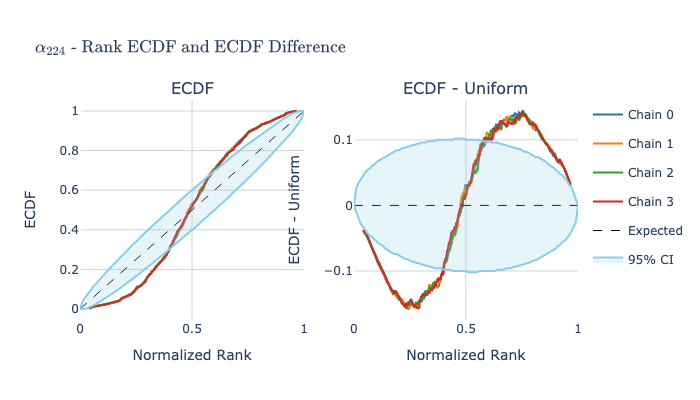 α₂₂₄ - Rank ECDF and ECDF Difference
ECDF
ECDF - Uniform
1
0.8
0.6
0.4
0.2
0
ECDF
0
0.5
1
Normalized Rank
0.1
0
−0.1
ECDF - Uniform
0
0.5
1
Normalized Rank
Chain 0
Chain 1
Chain 2
Chain 3
Expected
95% CI